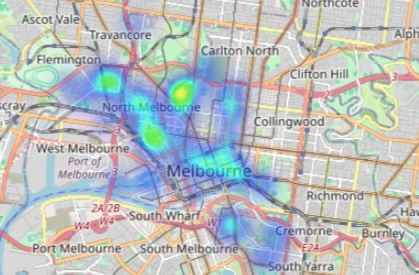 Northcote
Ascot Vale
Travancore
Alph
Carlton North
Flemington
Clifton Hill
3
scray
North Melbourne
Collingwood
3
West Melbourne
Port of
Melbourne
Melbourne
Richmond
Ha
2A/2B
W4
South Wharf
W1
Cremorne
Burnley
W4
E24
Port Melbourne
South Melbourne
South Yarra